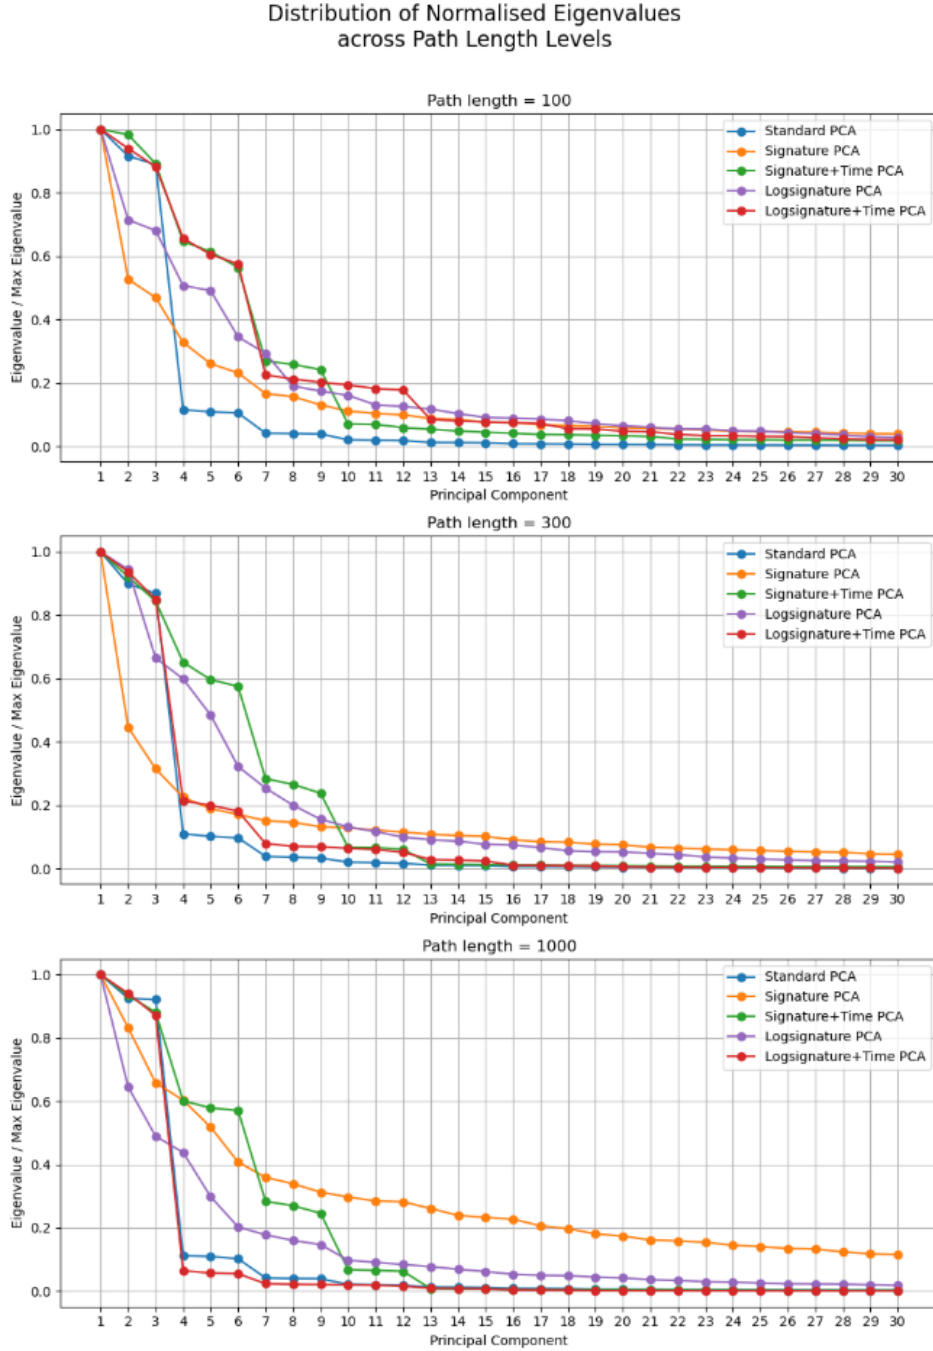 Distribution of Normalised Eigenvalues
across Path Length Levels
Path length = 100
Standard PCA
Signature PCA
Signature+Time PCA
Logsignature PCA
Logsignature+Time PCA
1.0
0.8
0.6
0.4
0.2
0.0
Eigenvalue / Max Eigenvalue
1 2 3 4 5 6 7 8 9 10 11 12 13 14 15 16 17 18 19 20 21 22 23 24 25 26 27 28 29 30
Principal Component
Path length = 300
Standard PCA
Signature PCA
Signature+Time PCA
Logsignature PCA
Logsignature+Time PCA
1.0
0.8
0.6
0.4
0.2
0.0
Eigenvalue / Max Eigenvalue
1 2 3 4 5 6 7 8 9 10 11 12 13 14 15 16 17 18 19 20 21 22 23 24 25 26 27 28 29 30
Principal Component
Path length = 1000
Standard PCA
Signature PCA
Signature+Time PCA
Logsignature PCA
Logsignature+Time PCA
1.0
0.8
0.6
0.4
0.2
0.0
Eigenvalue / Max Eigenvalue
1 2 3 4 5 6 7 8 9 10 11 12 13 14 15 16 17 18 19 20 21 22 23 24 25 26 27 28 29 30
Principal Component